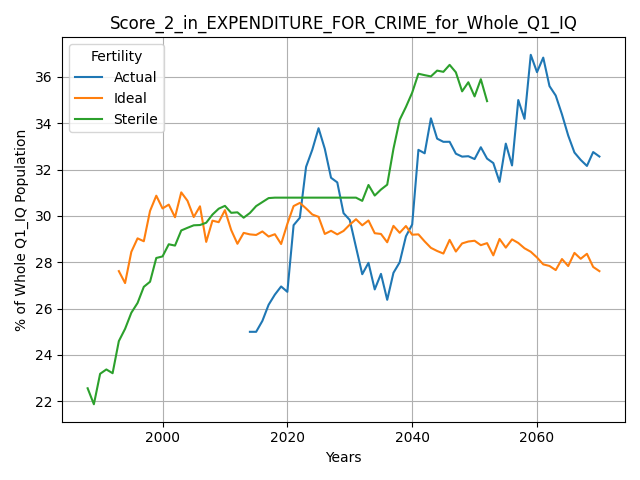 Score_2_in_EXPENDITURE_FOR_CRIME_for_Whole_Q1_IQ
Fertility
Actual
Ideal
Sterile
% of Whole Q1_IQ Population
36
34
32
30
28
26
24
22
2000
2020
2040
2060
Years